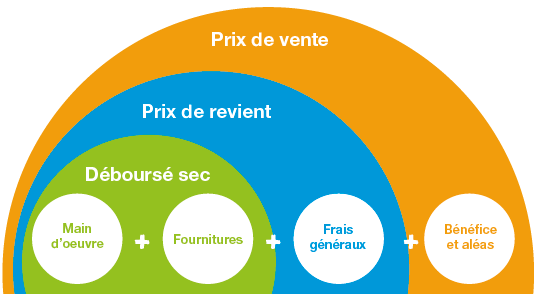 Prix de vente
Prix de revient
Déboursé sec
Main
d'oeuvre
+
Fournitures
+
Frais
généraux
+
Bénéfice
et aléas